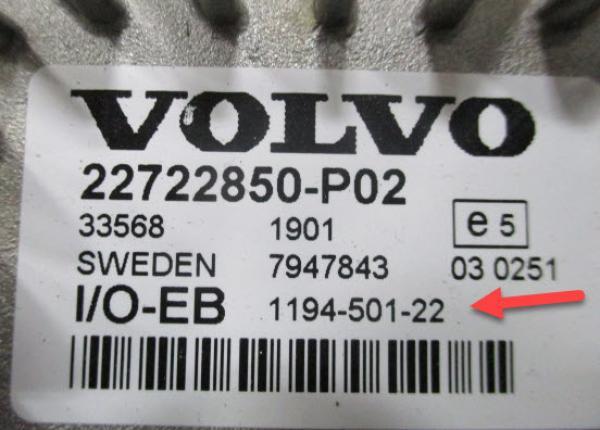 VOLVO
22722850-P02
33568 1901 e 5
SWEDEN 7947843 03 0251
I/O-EB 1194-501-22